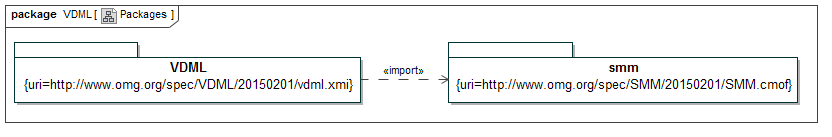 package VDML [ Packages ]
VDML
{uri=http://www.omg.org/spec/VDML/20150201/vdml.xmi}
«import»
smm
{uri=http://www.omg.org/spec/SMM/20150201/SMM.cmof}